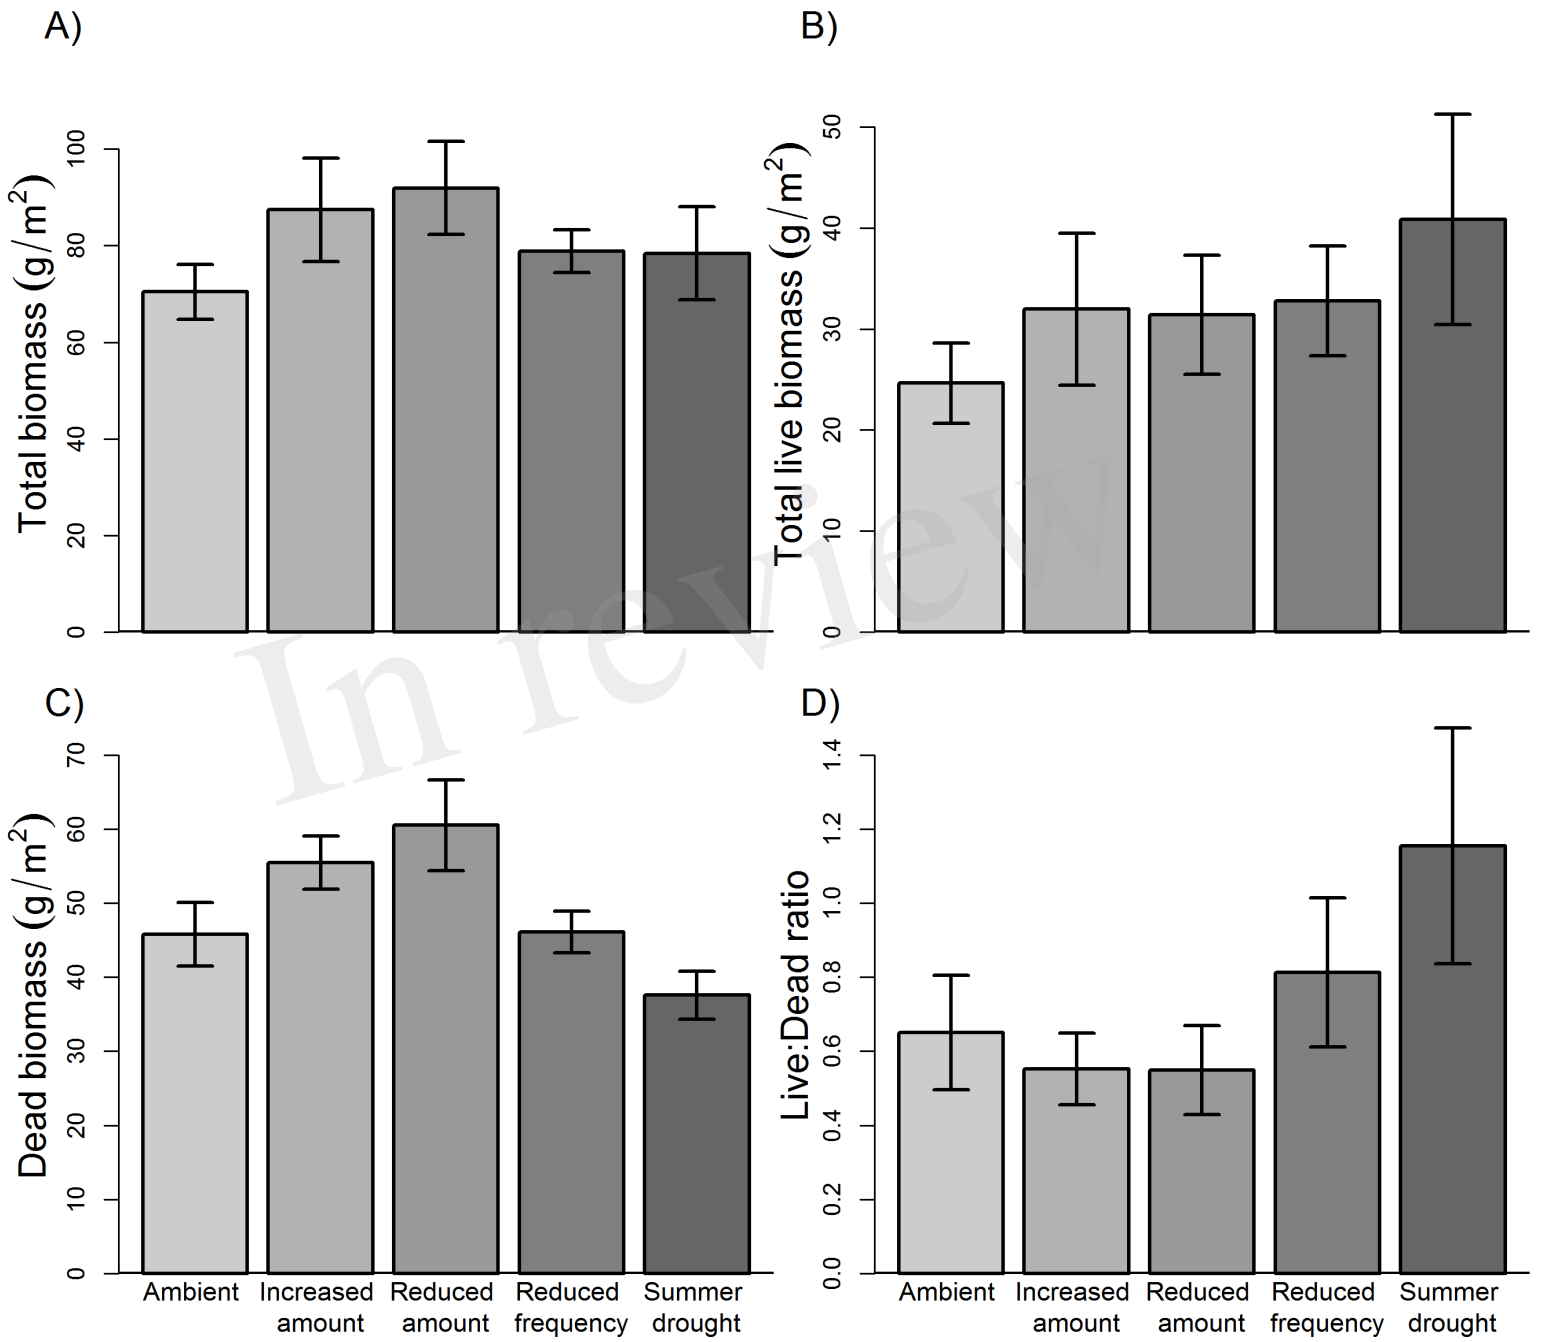 A)
Total biomass (g/m²)
0
20
40
60
80
100
B)
Total live biomass (g/m²)
0
10
20
30
40
50
C)
Dead biomass (g/m²)
0
10
20
30
40
50
60
70
Ambient
Increased
amount
Reduced
amount
Reduced
frequency
Summer
drought
D)
Live:Dead ratio
0.0
0.2
0.4
0.6
0.8
1.0
1.2
1.4
Ambient
Increased
amount
Reduced
amount
Reduced
frequency
Summer
drought
In review